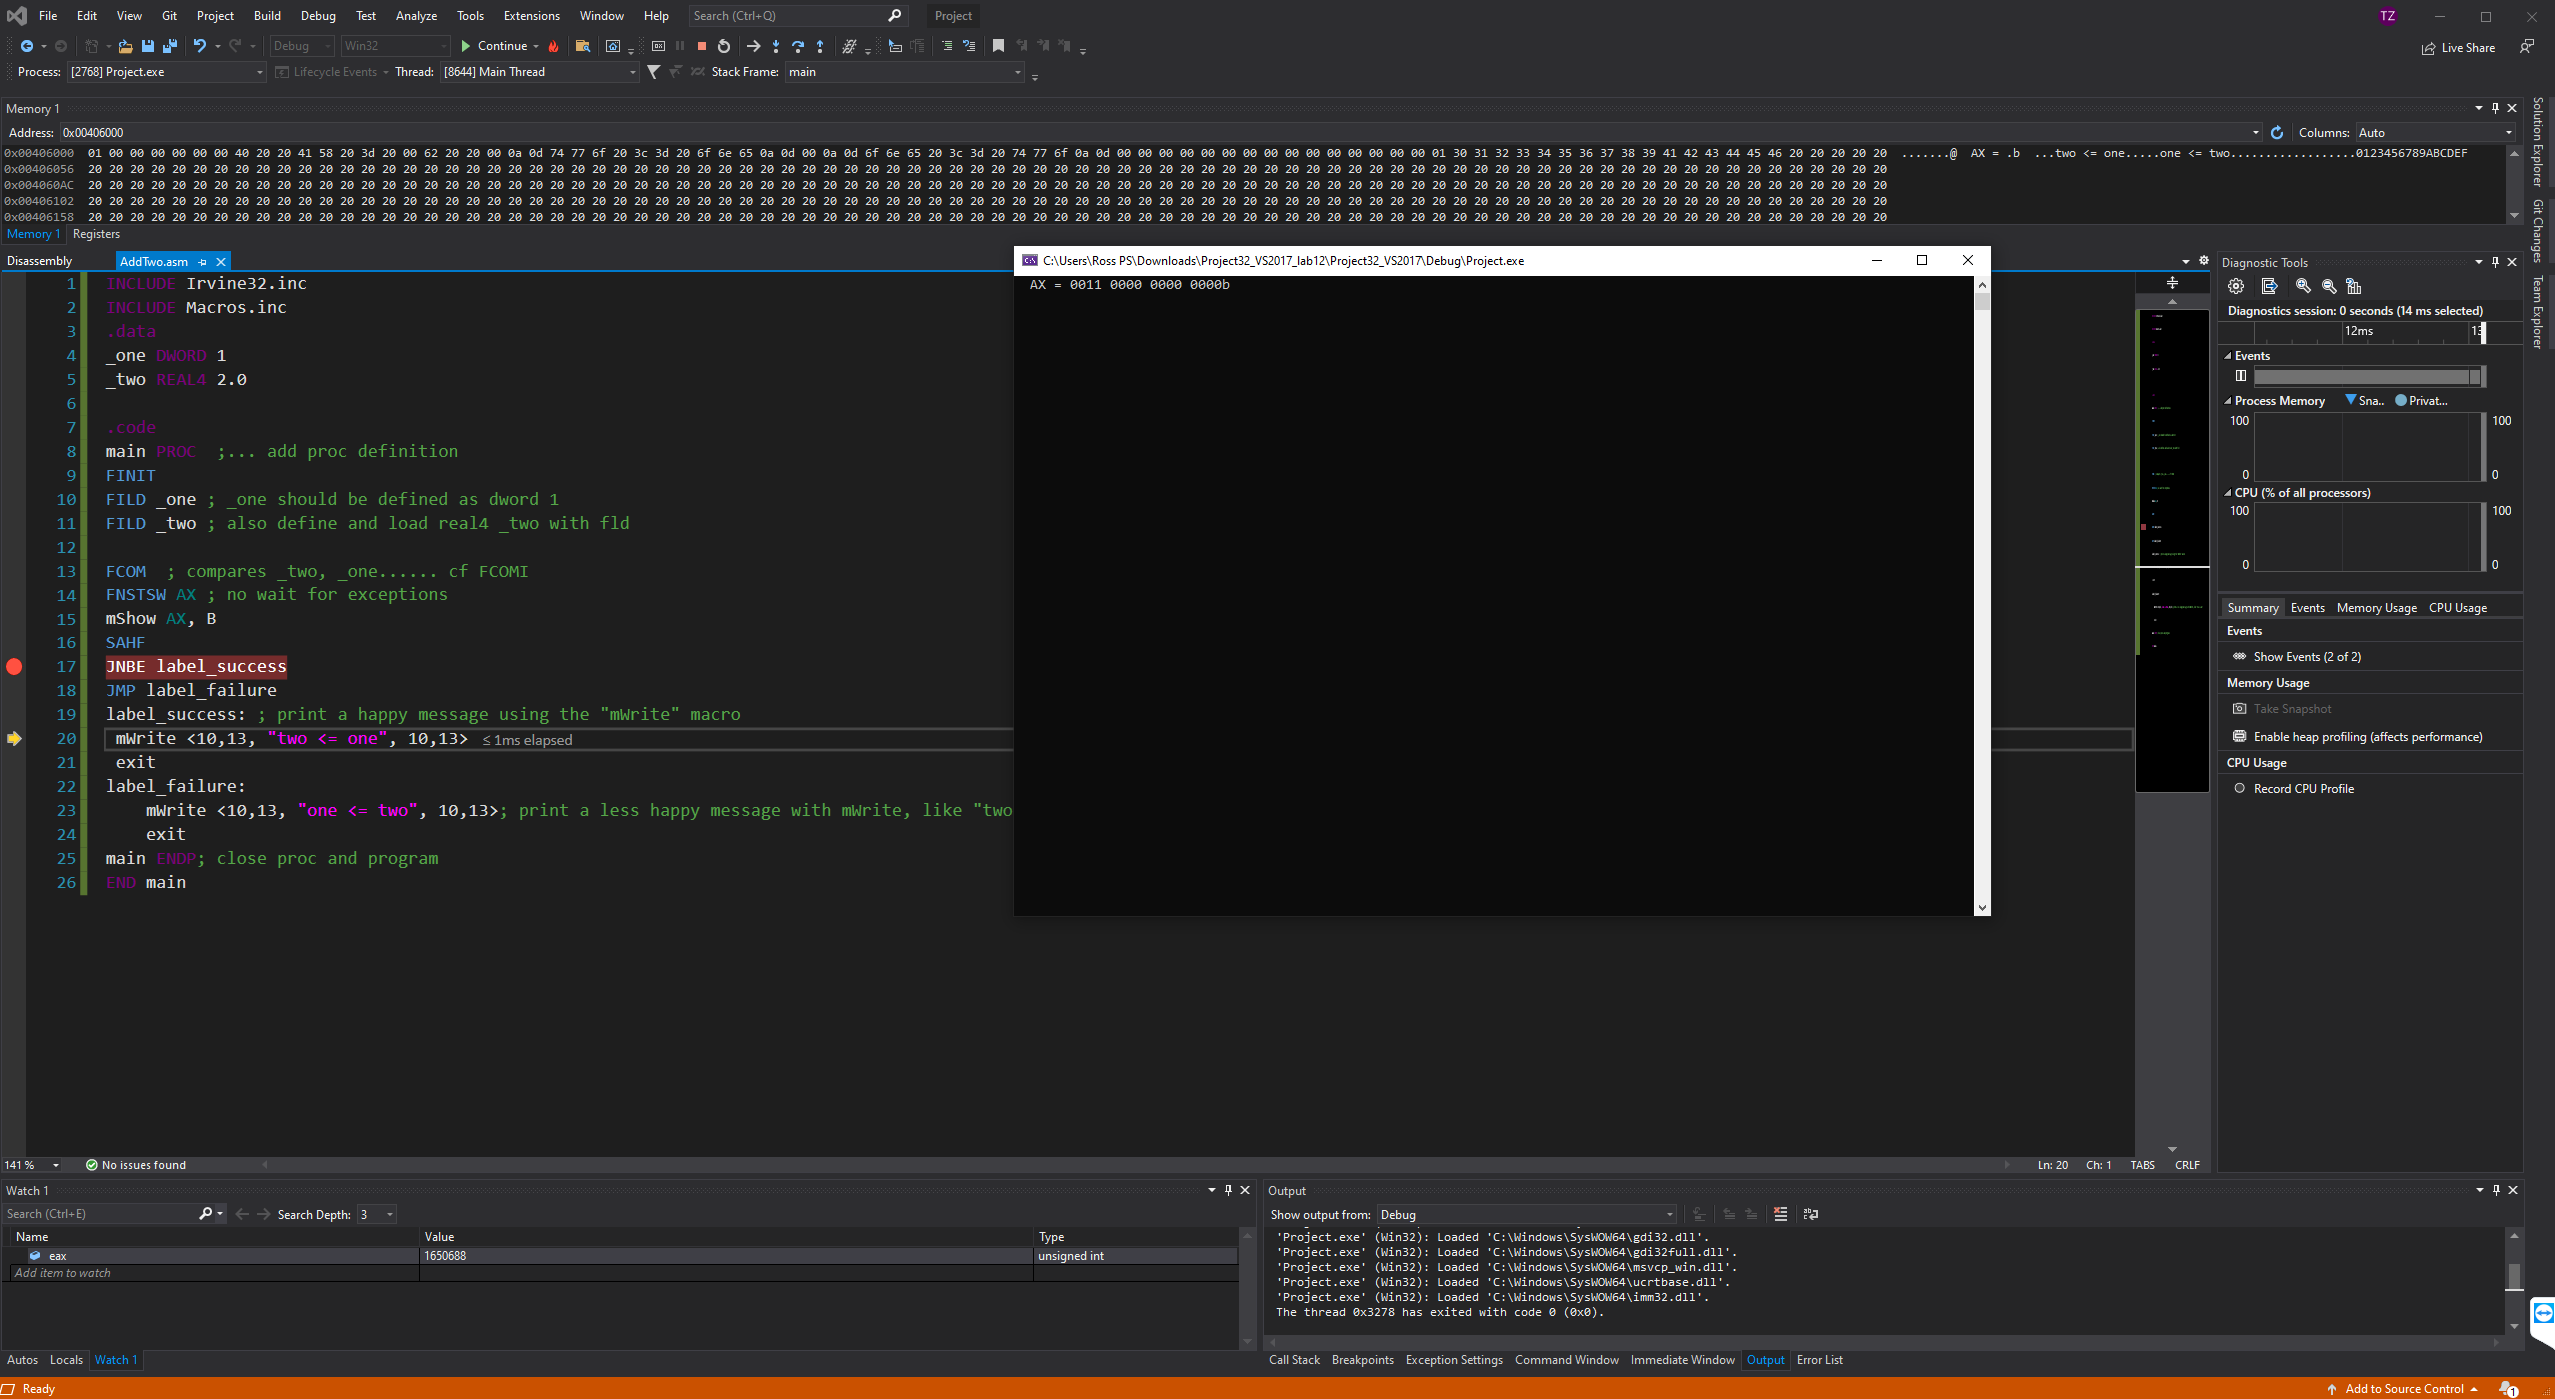 File Edit View Git Project Build Debug Test Analyze Tools Extensions Window Help Search (Ctrl+Q) Project TZ
Debug Win32 Continue Live Share
Process: [2768] Project.exe Lifecycle Events Thread: [8644] Main Thread Stack Frame: main
Memory 1
Address: 0x00406000 Columns: Auto
0x00406000 01 00 00 00 00 00 00 40 20 20 41 58 20 3d 20 00 62 20 20 00 0a 0d 74 77 6f 20 3c 3d 20 6f 6e 65 0a 0d 00 0a 0d 6f 6e 65 20 3c 3d 20 74 77 6f 0a 0d 00 00 00 00 00 00 00 00 00 00 00 00 00 00 00 01 30 31 32 33 34 35 36 37 38 39 41 42 43 44 45 46 20 20 20 20 20 .......@  AX = .b  ...two <= one.....one <= two..................0123456789ABCDEF
0x00406056 20 20 20 20 20 20 20 20 20 20 20 20 20 20 20 20 20 20 20 20 20 20 20 20 20 20 20 20 20 20 20 20 20 20 20 20 20 20 20 20 20 20 20 20 20 20 20 20 20 20 20 20 20 20 20 20 20 20 20 20 20 20 20 20 20 20 20 20 20 20 20 20 20 20 20 20 20 20 20 20 20 20 20 20 20 20
0x004060AC 20 20 20 20 20 20 20 20 20 20 20 20 20 20 20 20 20 20 20 20 20 20 20 20 20 20 20 20 20 20 20 20 20 20 20 20 20 20 20 20 20 20 20 20 20 20 20 20 20 20 20 20 20 20 20 20 20 20 20 20 20 20 20 20 20 20 20 20 20 20 20 20 20 20 20 20 20 20 20 20 20 20 20 20 20 20
0x00406102 20 20 20 20 20 20 20 20 20 20 20 20 20 20 20 20 20 20 20 20 20 20 20 20 20 20 20 20 20 20 20 20 20 20 20 20 20 20 20 20 20 20 20 20 20 20 20 20 20 20 20 20 20 20 20 20 20 20 20 20 20 20 20 20 20 20 20 20 20 20 20 20 20 20 20 20 20 20 20 20 20 20 20 20 20 20
0x00406158 20 20 20 20 20 20 20 20 20 20 20 20 20 20 20 20 20 20 20 20 20 20 20 20 20 20 20 20 20 20 20 20 20 20 20 20 20 20 20 20 20 20 20 20 20 20 20 20 20 20 20 20 20 20 20 20 20 20 20 20 20 20 20 20 20 20 20 20 20 20 20 20 20 20 20 20 20 20 20 20 20 20 20 20 20 20
Memory 1 Registers
Disassembly AddTwo.asm
1 INCLUDE Irvine32.inc
2 INCLUDE Macros.inc
3 .data
4 _one DWORD 1
5 _two REAL4 2.0
6
7 .code
8 main PROC ;... add proc definition
9 FINIT
10 FILD _one ; _one should be defined as dword 1
11 FILD _two ; also define and load real4 _two with fld
12
13 FCOM ; compares _two, _one...... cf FCOMI
14 FNSTSW AX ; no wait for exceptions
15 mShow AX, B
16 SAHF
17 JNBE label_success
18 JMP label_failure
19 label_success: ; print a happy message using the "mWrite" macro
20 mWrite <10,13, "two <= one", 10,13> ≤ 1ms elapsed
21 exit
22 label_failure:
23 mWrite <10,13, "one <= two", 10,13>; print a less happy message with mWrite, like "two
24 exit
25 main ENDP; close proc and program
26 END main
C:\Users\Ross PS\Downloads\Project32_VS2017_lab12\Project32_VS2017\Debug\Project.exe
AX = 0011 0000 0000 0000b
Diagnostic Tools
Diagnostics session: 0 seconds (14 ms selected)
12ms 13
Events
Process Memory Sna.. Privat...
100 100
0 0
CPU (% of all processors)
100 100
0 0
Summary Events Memory Usage CPU Usage
Events
Show Events (2 of 2)
Memory Usage
Take Snapshot
Enable heap profiling (affects performance)
CPU Usage
Record CPU Profile
Solution Explorer
Git Changes
Team Explorer
141 % No issues found Ln: 20 Ch: 1 TABS CRLF
Watch 1
Search (Ctrl+E) Search Depth: 3
Name Value Type
eax 1650688 unsigned int
Add item to watch
Autos Locals Watch 1
Output
Show output from: Debug
'Project.exe' (Win32): Loaded 'C:\Windows\SysWOW64\gdi32.dll'.
'Project.exe' (Win32): Loaded 'C:\Windows\SysWOW64\gdi32full.dll'.
'Project.exe' (Win32): Loaded 'C:\Windows\SysWOW64\msvcp_win.dll'.
'Project.exe' (Win32): Loaded 'C:\Windows\SysWOW64\ucrtbase.dll'.
'Project.exe' (Win32): Loaded 'C:\Windows\SysWOW64\imm32.dll'.
The thread 0x3278 has exited with code 0 (0x0).
Call Stack Breakpoints Exception Settings Command Window Immediate Window Output Error List
Ready Add to Source Control 1